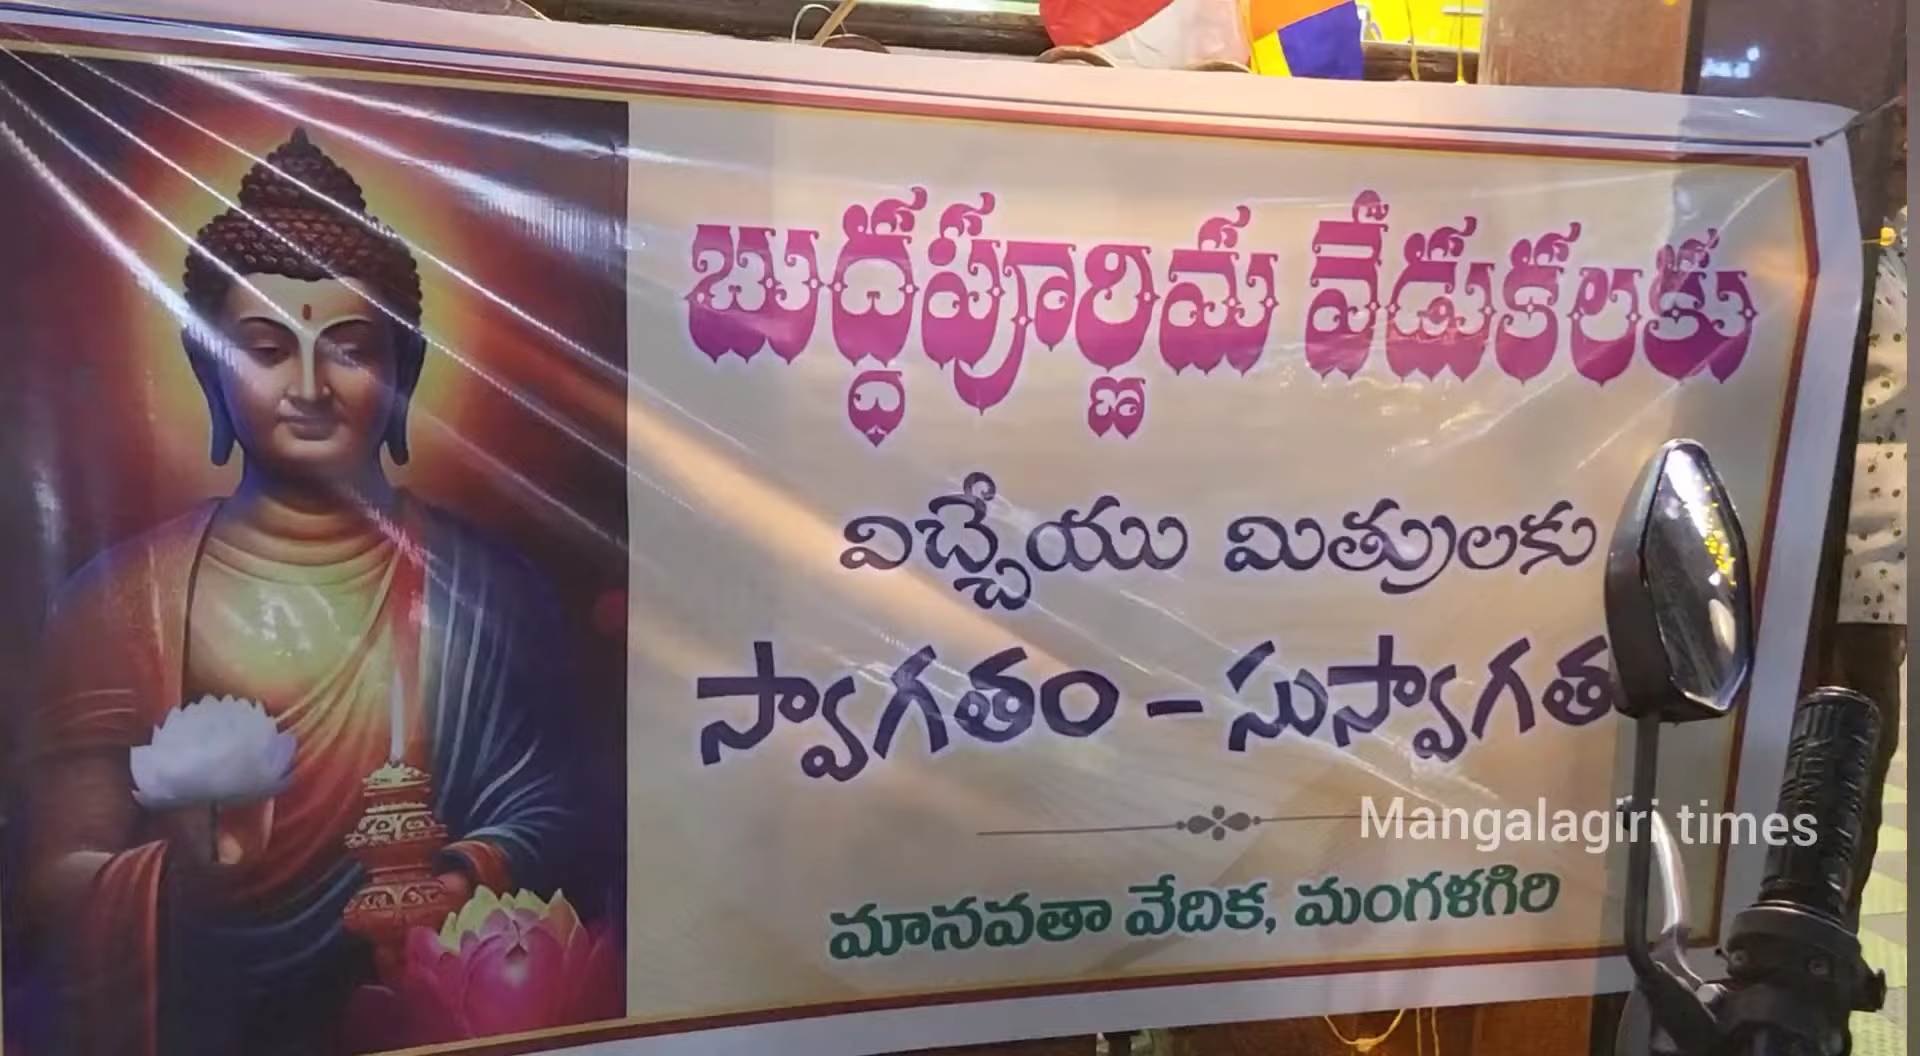 బుద్ధపూర్ణిమ వేడుకలకు
విచ్చేయు మిత్రులకు
స్వాగతం - సుస్వాగత
Mangalagiri times
మానవతా వేదిక, మంగళగిరి